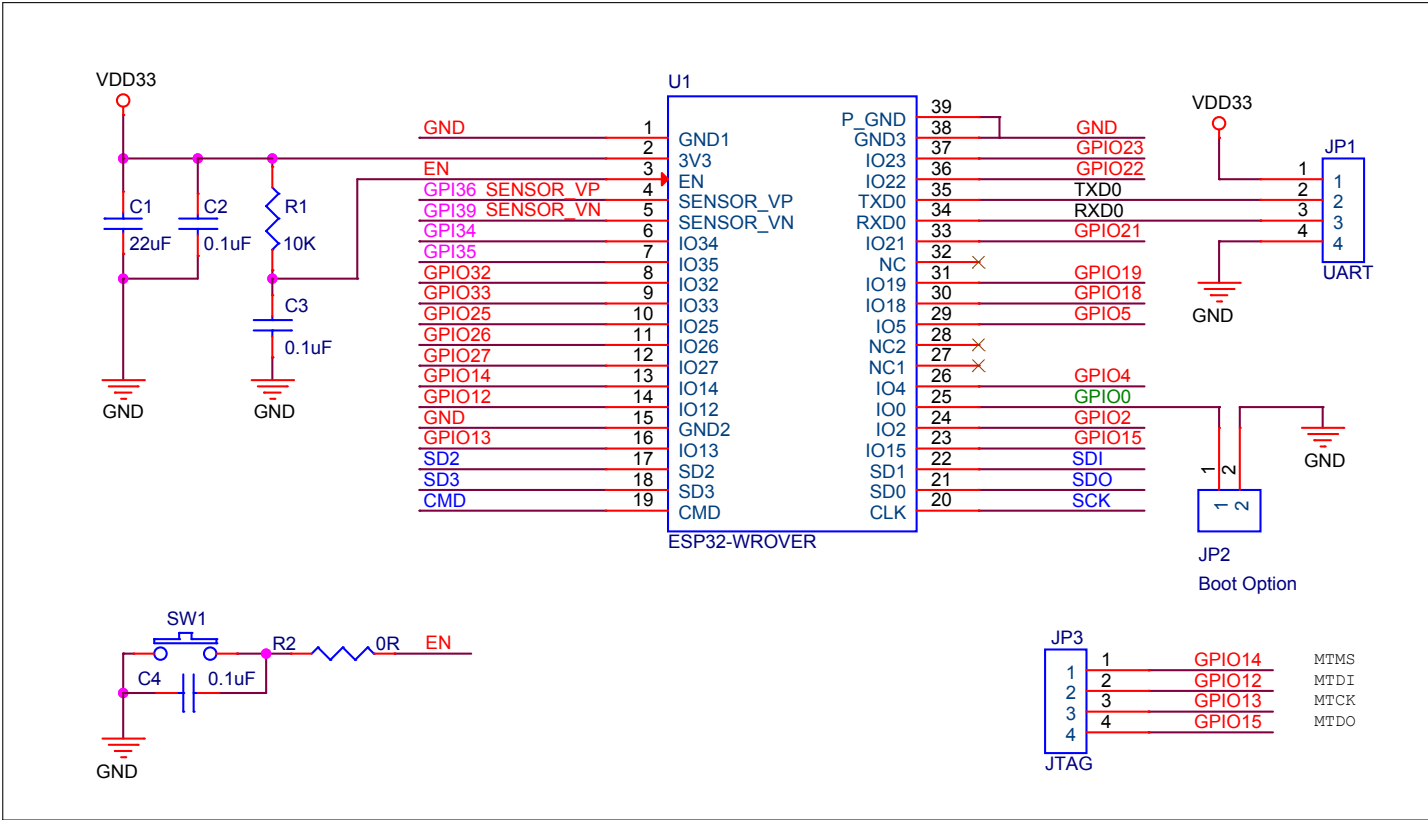 VDD33
C1
22uF
C2
0.1uF
R1
10K
C3
0.1uF
GND
GND
U1
GND 1 GND1
2 3V3
EN 3 EN
GPI36 SENSOR_VP 4 SENSOR_VP
GPI39 SENSOR_VN 5 SENSOR_VN
GPI34 6 IO34
GPI35 7 IO35
GPIO32 8 IO32
GPIO33 9 IO33
GPIO25 10 IO25
GPIO26 11 IO26
GPIO27 12 IO27
GPIO14 13 IO14
GPIO12 14 IO12
GND 15 GND2
GPIO13 16 IO13
SD2 17 SD2
SD3 18 SD3
CMD 19 CMD
P_GND 39
GND3 38 GND
IO23 37 GPIO23
IO22 36 GPIO22
TXD0 35 TXD0
RXD0 34 RXD0
IO21 33 GPIO21
NC 32
IO19 31 GPIO19
IO18 30 GPIO18
IO5 29 GPIO5
NC2 28
NC1 27
IO4 26 GPIO4
IO0 25 GPIO0
IO2 24 GPIO2
IO15 23 GPIO15
SD1 22 SDI
SD0 21 SDO
CLK 20 SCK
ESP32-WROVER
VDD33
JP1
1 1
2 2
3 3
4 4
UART
GND
GND
1 2
1 2
JP2
Boot Option
SW1
R2 0R EN
C4 0.1uF
GND
JP3
1 1 GPIO14 MTMS
2 2 GPIO12 MTDI
3 3 GPIO13 MTCK
4 4 GPIO15 MTDO
JTAG